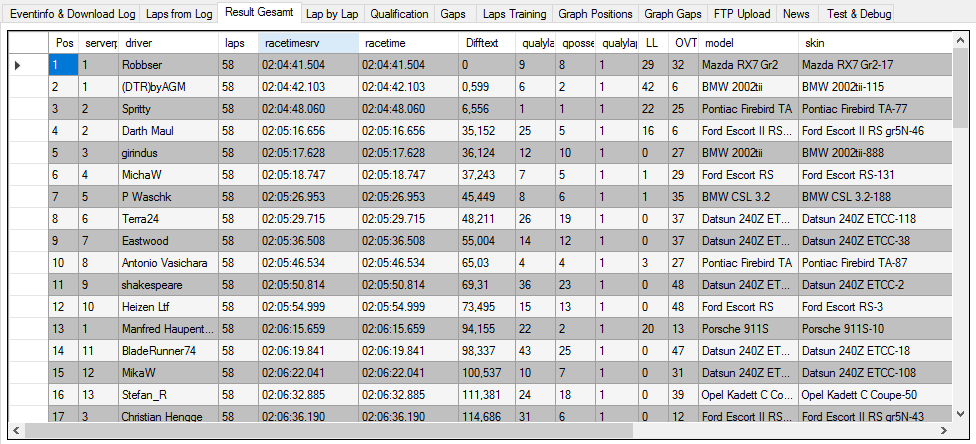 Eventinfo & Download Log Laps from Log Result Gesamt Lap by Lap Qualification Gaps Laps Training Graph Positions Graph Gaps FTP Upload News Test & Debug
Pos serverp driver laps racetimesrv racetime Difftext qualyla qposse qualylap LL OVT model skin
1 1 Robbser 58 02:04:41.504 02:04:41.504 0 9 8 1 29 32 Mazda RX7 Gr2 Mazda RX7 Gr2-17
2 1 (DTR)byAGM 58 02:04:42.103 02:04:42.103 0,599 6 2 1 42 6 BMW 2002tii BMW 2002tii-115
3 2 Spritty 58 02:04:48.060 02:04:48.060 6,556 1 1 1 22 25 Pontiac Firebird TA Pontiac Firebird TA-77
4 2 Darth Maul 58 02:05:16.656 02:05:16.656 35,152 25 5 1 16 6 Ford Escort II RS... Ford Escort II RS gr5N-46
5 3 girindus 58 02:05:17.628 02:05:17.628 36,124 12 10 1 0 27 BMW 2002tii BMW 2002tii-888
6 4 MichaW 58 02:05:18.747 02:05:18.747 37,243 7 5 1 1 29 Ford Escort RS Ford Escort RS-131
7 5 P Waschk 58 02:05:26.953 02:05:26.953 45,449 8 6 1 1 35 BMW CSL 3.2 BMW CSL 3.2-188
8 6 Terra24 58 02:05:29.715 02:05:29.715 48,211 26 19 1 0 37 Datsun 240Z ET... Datsun 240Z ETCC-118
9 7 Eastwood 58 02:05:36.508 02:05:36.508 55,004 14 12 1 0 37 Datsun 240Z ET... Datsun 240Z ETCC-38
10 8 Antonio Vasichara 58 02:05:46.534 02:05:46.534 65,03 4 4 1 3 27 Pontiac Firebird TA Pontiac Firebird TA-87
11 9 shakespeare 58 02:05:50.814 02:05:50.814 69,31 36 23 1 0 48 Datsun 240Z ET... Datsun 240Z ETCC-2
12 10 Heizen Ltf 58 02:05:54.999 02:05:54.999 73,495 15 13 1 0 48 Ford Escort RS Ford Escort RS-3
13 1 Manfred Haupent... 58 02:06:15.659 02:06:15.659 94,155 22 2 1 20 13 Porsche 911S Porsche 911S-10
14 11 BladeRunner74 58 02:06:19.841 02:06:19.841 98,337 43 25 1 0 47 Datsun 240Z ET... Datsun 240Z ETCC-18
15 12 MikaW 58 02:06:22.041 02:06:22.041 100,537 10 7 1 0 31 Datsun 240Z ET... Datsun 240Z ETCC-108
16 13 Stefan_R 58 02:06:32.885 02:06:32.885 111,381 24 18 1 0 39 Opel Kadett C Co... Opel Kadett C Coupe-50
17 3 Christian Hengge 58 02:06:36.190 02:06:36.190 114,686 31 6 1 0 12 Ford Escort II RS... Ford Escort II RS gr5N-43